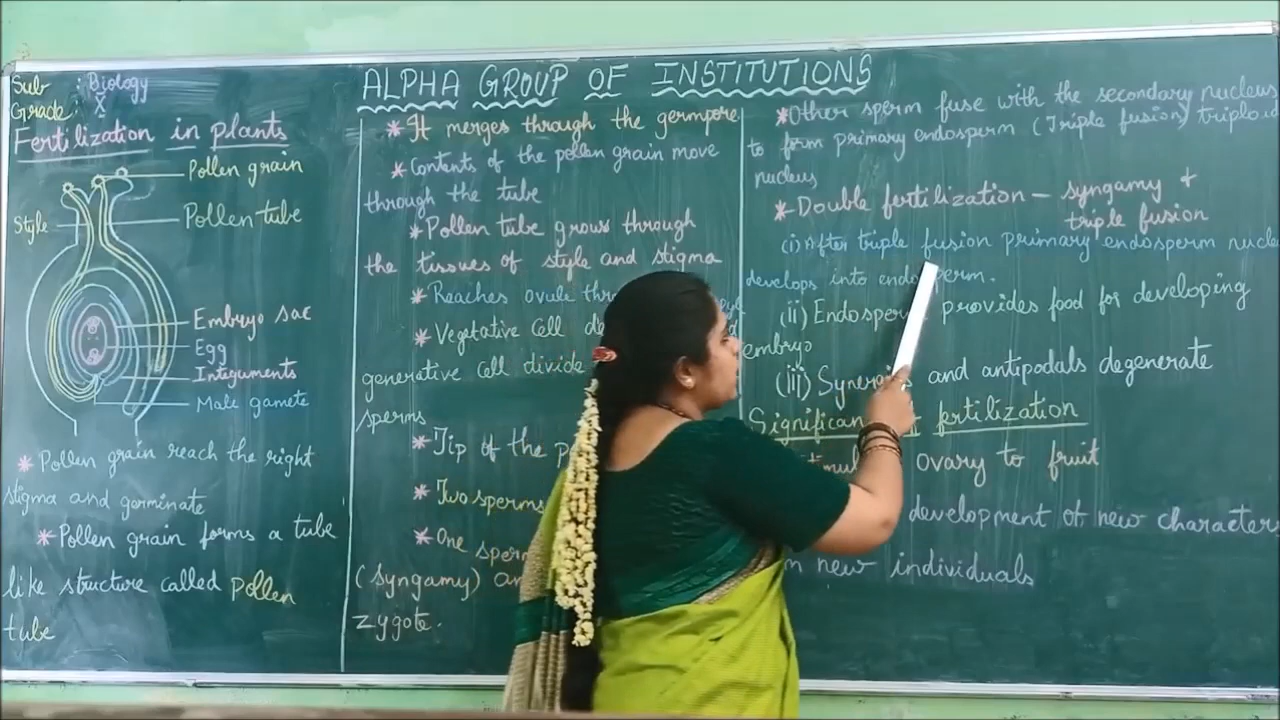 ALPHA GROUP OF INSTITUTIONS
Sub : Biology
Grade : X
Fertilization in plants
Pollen grain
Pollen tube
Style
Embryo sac
Egg
Integuments
Male gamete
* Pollen grain reach the right
stigma and germinate
* Pollen grain forms a tube
like structure called pollen
tube
* It merges through the germpore
* Contents of the pollen grain move
through the tube
* Pollen tube grows through
the tissues of style and stigma
* Reaches ovule
* Vegetative cell
generative cell divide
sperms
* Tip of the
* Two sperms
* One sperm
(syngamy)
zygote.
* Other sperm fuse with the secondary nucleus
to form primary endosperm (Triple fusion) triploid
nucleus
* Double fertilization – syngamy +
triple fusion
(i) After triple fusion primary endosperm
develops into endosperm.
(ii) Endosperm provides food for developing
embryo
(iii) and antipodals degenerate
fertilization
ovary to fruit
development of new characters
new individuals